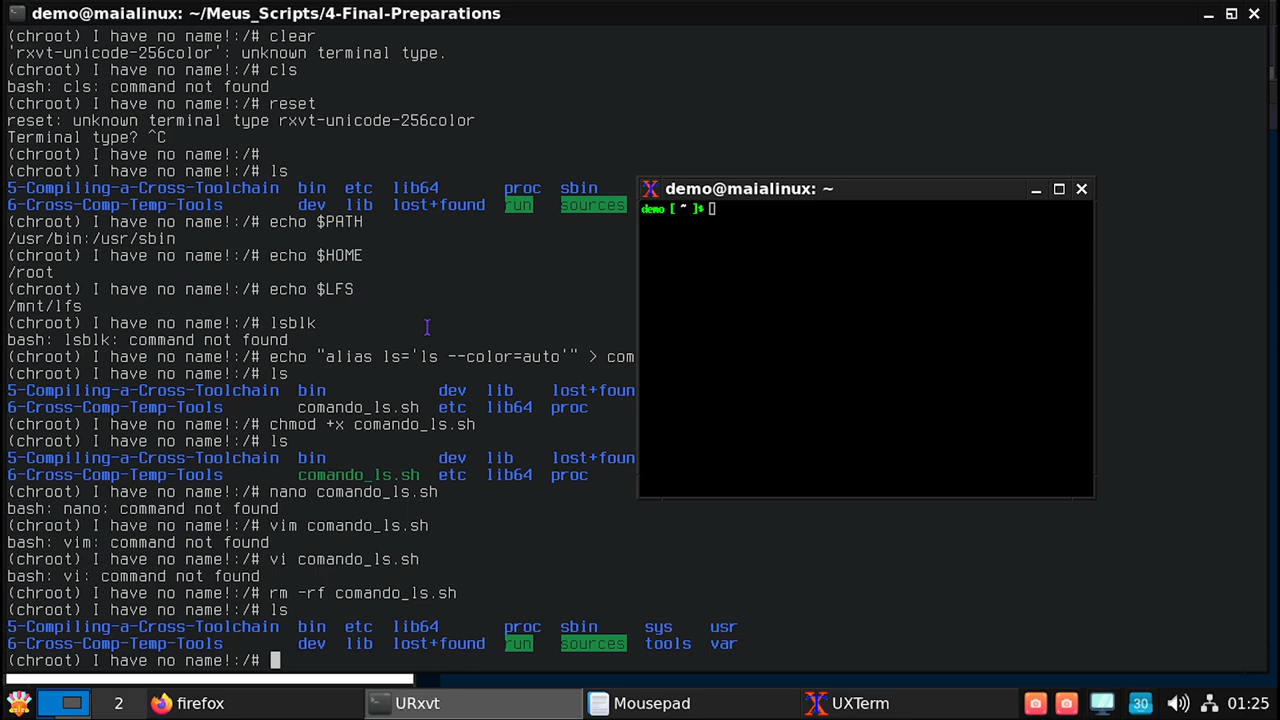 demo@maialinux: ~/Meus_Scripts/4-Final-Preparations
(chroot) I have no name!:/# clear
'rxvt-unicode-256color': unknown terminal type.
(chroot) I have no name!:/# cls
bash: cls: command not found
(chroot) I have no name!:/# reset
reset: unknown terminal type rxvt-unicode-256color
Terminal type? ^C
(chroot) I have no name!:/#
(chroot) I have no name!:/# ls
5-Compiling-a-Cross-Toolchain bin etc lib64 proc sbin
6-Cross-Comp-Temp-Tools dev lib lost+found run sources
(chroot) I have no name!:/# echo $PATH
/usr/bin:/usr/sbin
(chroot) I have no name!:/# echo $HOME
/root
(chroot) I have no name!:/# echo $LFS
/mnt/lfs
(chroot) I have no name!:/# lsblk
bash: lsblk: command not found
(chroot) I have no name!:/# echo "alias ls='ls --color=auto'" > com
(chroot) I have no name!:/# ls
5-Compiling-a-Cross-Toolchain bin dev lib lost+foun
6-Cross-Comp-Temp-Tools comando_ls.sh etc lib64 proc
(chroot) I have no name!:/# chmod +x comando_ls.sh
(chroot) I have no name!:/# ls
5-Compiling-a-Cross-Toolchain bin dev lib lost+foun
6-Cross-Comp-Temp-Tools comando_ls.sh etc lib64 proc
(chroot) I have no name!:/# nano comando_ls.sh
bash: nano: command not found
(chroot) I have no name!:/# vim comando_ls.sh
bash: vim: command not found
(chroot) I have no name!:/# vi comando_ls.sh
bash: vi: command not found
(chroot) I have no name!:/# rm -rf comando_ls.sh
(chroot) I have no name!:/# ls
5-Compiling-a-Cross-Toolchain bin etc lib64 proc sbin sys usr
6-Cross-Comp-Temp-Tools dev lib lost+found run sources tools var
(chroot) I have no name!:/#
demo@maialinux: ~
demo [ ~ ]$
2 firefox URxvt Mousepad UXTerm 30 01:25